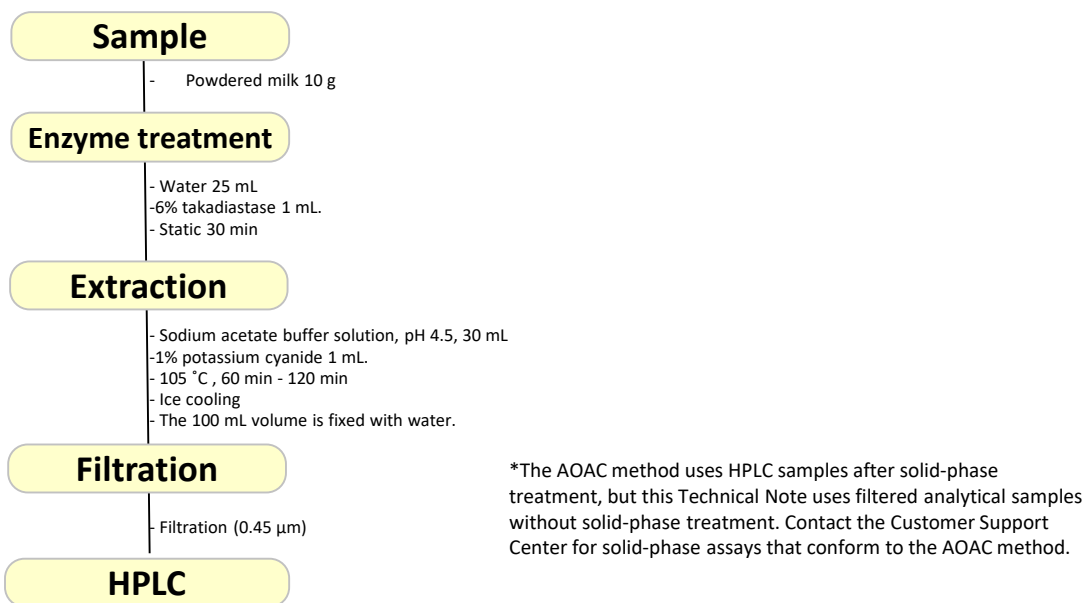 Sample
- Powdered milk 10 g
Enzyme treatment
- Water 25 mL
-6% takadiastase 1 mL.
- Static 30 min
Extraction
- Sodium acetate buffer solution, pH 4.5, 30 mL
-1% potassium cyanide 1 mL.
- 105 ˚C , 60 min - 120 min
- Ice cooling
- The 100 mL volume is fixed with water.
Filtration
- Filtration (0.45 µm)
HPLC
*The AOAC method uses HPLC samples after solid-phase
treatment, but this Technical Note uses filtered analytical samples
without solid-phase treatment. Contact the Customer Support
Center for solid-phase assays that conform to the AOAC method.